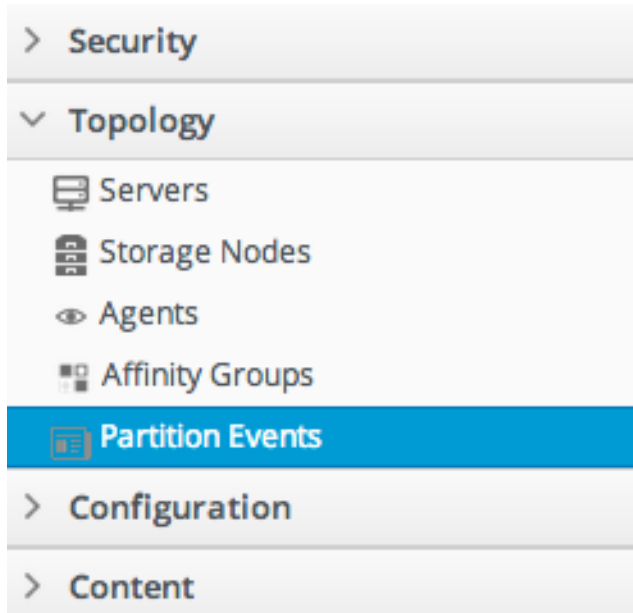 Security
Topology
Servers
Storage Nodes
Agents
Affinity Groups
Partition Events
Configuration
Content